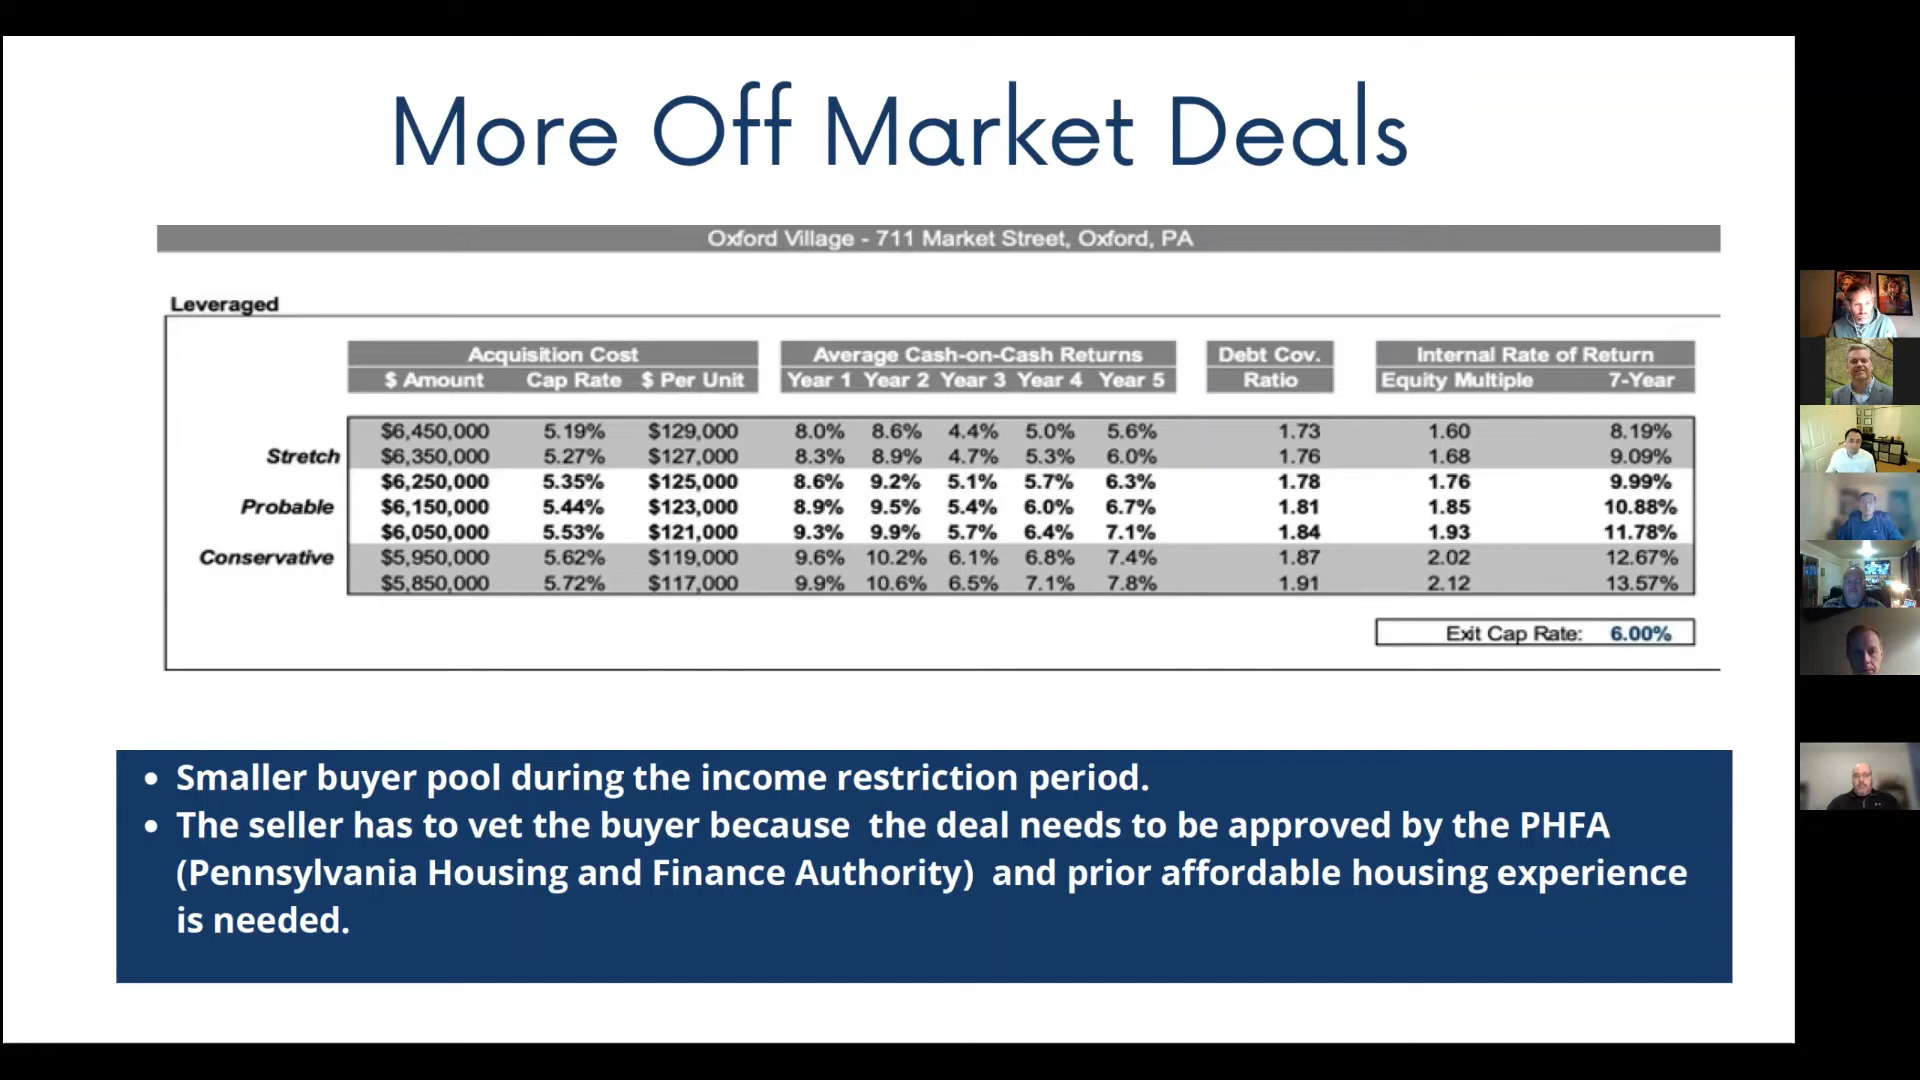 More Off Market Deals
Oxford Village - 711 Market Street, Oxford, PA
Leveraged
Acquisition Cost Average Cash-on-Cash Returns Debt Cov. Internal Rate of Return
$ Amount Cap Rate $ Per Unit Year 1 Year 2 Year 3 Year 4 Year 5 Ratio Equity Multiple 7-Year
$6,450,000 5.19% $129,000 8.0% 8.6% 4.4% 5.0% 5.6% 1.73 1.60 8.19%
Stretch $6,350,000 5.27% $127,000 8.3% 8.9% 4.7% 5.3% 6.0% 1.76 1.68 9.09%
$6,250,000 5.35% $125,000 8.6% 9.2% 5.1% 5.7% 6.3% 1.78 1.76 9.99%
Probable $6,150,000 5.44% $123,000 8.9% 9.5% 5.4% 6.0% 6.7% 1.81 1.85 10.88%
$6,050,000 5.53% $121,000 9.3% 9.9% 5.7% 6.4% 7.1% 1.84 1.93 11.78%
Conservative $5,950,000 5.62% $119,000 9.6% 10.2% 6.1% 6.8% 7.4% 1.87 2.02 12.67%
$5,850,000 5.72% $117,000 9.9% 10.6% 6.5% 7.1% 7.8% 1.91 2.12 13.57%
Exit Cap Rate: 6.00%
• Smaller buyer pool during the income restriction period.
• The seller has to vet the buyer because the deal needs to be approved by the PHFA
(Pennsylvania Housing and Finance Authority) and prior affordable housing experience
is needed.